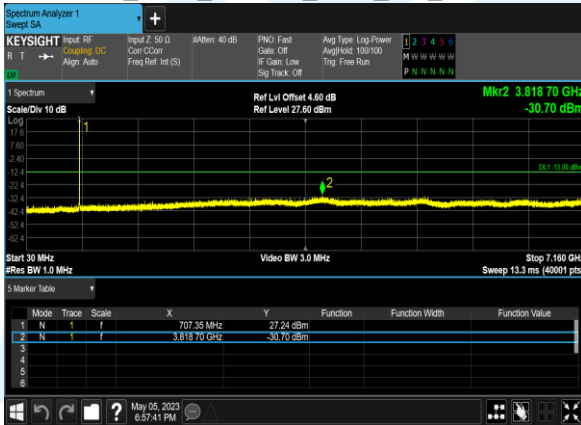 Spectrum Analyzer 1
Swept SA
KEYSIGHT
R T
LVI
Input: RF
Coupling: DC
Align: Auto
Input Z: 50 Ω
Corr CCorr
Freq Ref: Int (S)
#Atten: 40 dB
PNO: Fast
Gate: Off
IF Gain: Low
Sig Track: Off
Avg Type: Log-Power
Avg|Hold: 100/100
Trig: Free Run
1 2 3 4 5 6
M W W W W W
P N N N N N
1 Spectrum
Scale/Div 10 dB
Ref Lvl Offset 4.60 dB
Ref Level 27.60 dBm
Mkr2 3.818 70 GHz
-30.70 dBm
Log
1
17.6
7.60
-2.40
DL1 -13.00 dBm
-12.4
-22.4
2
-32.4
-42.4
-52.4
-62.4
Start 30 MHz
Video BW 3.0 MHz
Stop 7.160 GHz
#Res BW 1.0 MHz
Sweep 13.3 ms (40001 pts)
5 Marker Table
Mode Trace Scale X Y Function Function Width Function Value
1 N 1 f 707.35 MHz 27.24 dBm
2 N 1 f 3.818 70 GHz -30.70 dBm
3
4
5
6
?
May 05, 2023
6:57:41 PM